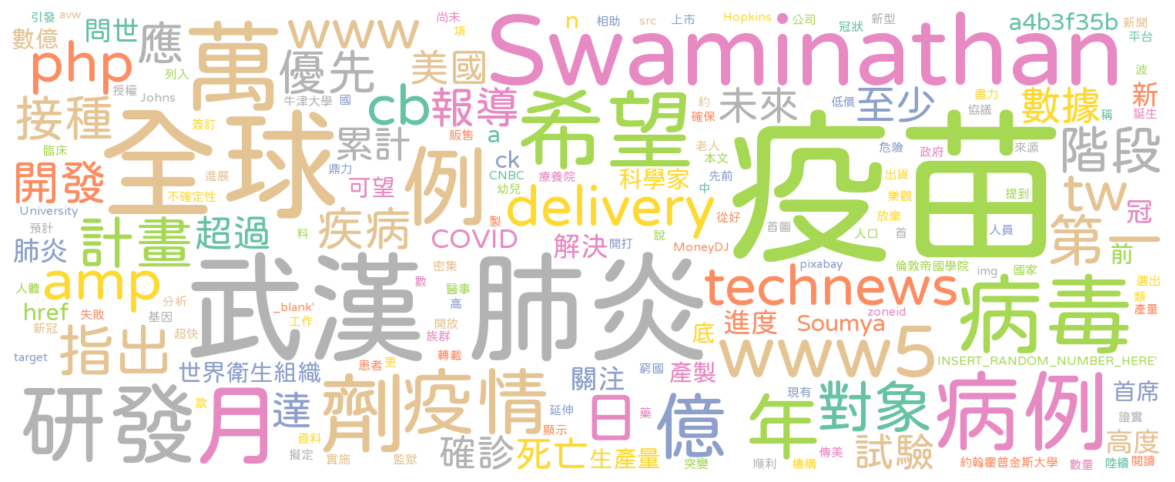 引發 avw 尚未 項 n 相助 src 上市 Hopkins 公司 冠狀 新型 a4b3f35b 新聞 平台
數億 問世 應 萬 www Swaminathan
php 列入 授權 Johns 優先 美國 cb 報導 希望 未來 低價 至少 約 確保 畫力 協議 數據 新 稱 波 誕生
接種 簽訂 牛津大學 國 累計 販售 a 老人 本文 危險 政府 來源 階段
臨床 全球 例 ck CNBC 幼兒 療養院 科學家 先前 中 疫苗 出貨 樂觀 提到
開發 進展 不確定性 鼎力 可望 delivery 製 從好 人口 首 放棄 人員 tw
University 預計 計畫 超過 料 疾病 COVID 解決 說 開打 MoneyDJ 首圖 第一 冠
肺炎 人體 武漢 肺炎 密集 數 醫事 高 pixabay 倫敦帝國學院 img 國家 前
amp 分析 基因 technews zoneid 病毒 選出 類 產量
href 新冠 失敗 超快 _blank' 工作 開放 族群 底 進度 Soumya
target 指出 患者 更 轉載 www5 INSERT_RANDOM_NUMBER_HERE'
世界衛生組織 關注 窮國 產製 現有 首席
研發 月 款 達 劑 疫情 延伸 藥 日 億 年 對象 病例 證實
資料 顯示 擬定 實施 監獄 確診 死亡 生產量 突變 順利 機構 傳美 試驗 約翰霍普金斯大學 數量 陸續 高度 閱讀